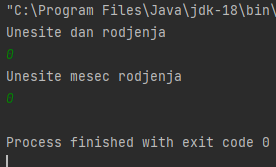 "C:\Program Files\Java\jdk-18\bin\
Unesite dan rodjenja
0
Unesite mesec rodjenja
0
Process finished with exit code 0